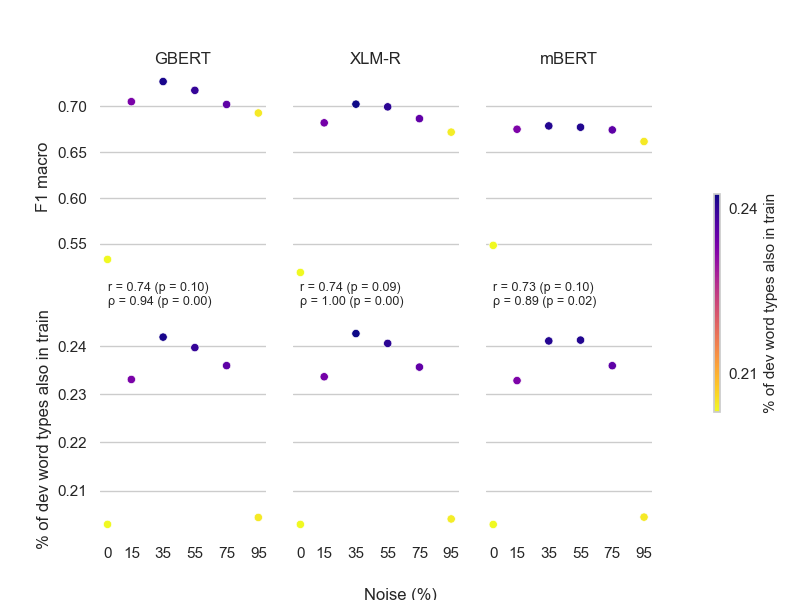 GBERT XLM-R mBERT
F1 macro
0.70
0.65
0.60
0.55
r = 0.74 (p = 0.10)
ρ = 0.94 (p = 0.00)
r = 0.74 (p = 0.09)
ρ = 1.00 (p = 0.00)
r = 0.73 (p = 0.10)
ρ = 0.89 (p = 0.02)
% of dev word types also in train
0.24
0.23
0.22
0.21
0 15 35 55 75 95
0 15 35 55 75 95
0 15 35 55 75 95
Noise (%)
0.24
0.21
% of dev word types also in train